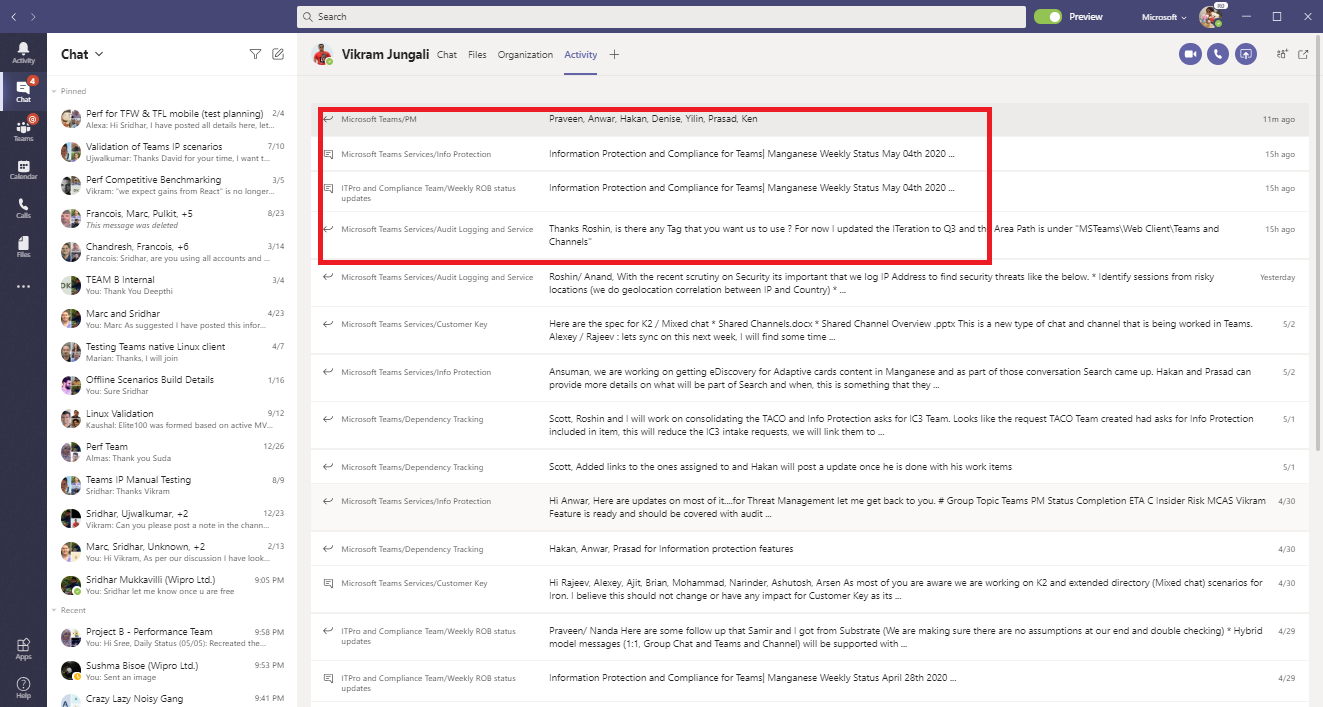 Search
Preview
Microsoft
RO
Activity
4
Chat
@
Teams
Calendar
Calls
Files
Apps
Help
Chat
Pinned
Perf for TFW & TFL mobile (test planning) 2/4
Alexa: Hi Sridhar, I have posted all details here, let...
Validation of Teams IP scenarios 7/10
Ujwalkumar: Thanks David for your time, I want t...
Perf Competitive Benchmarking 3/5
Vikram: "we expect gains from React" is no longer...
Francois, Marc, Pulkit, +5 8/23
This message was deleted
Chandresh, Francois, +6 3/14
Francois: Sridhar, are you using all accounts and ...
TEAM B Internal 3/4
You: Thank You Deepthi
Marc and Sridhar 4/23
You: Marc As suggested I have posted this infor...
Testing Teams native Linux client 4/7
Marian: Thanks, I will join
Offline Scenarios Build Details 1/16
You: Sure Sridhar
Linux Validation 9/12
Kaushal: Elite100 was formed based on active MV...
Perf Team 12/26
Almas: Thank you Suda
Teams IP Manual Testing 8/9
Sridhar: Thanks Vikram
Sridhar, Ujwalkumar, +2 12/23
Vikram: Can you please post a note in the chann...
Marc, Sridhar, Unknown, +2 2/13
You: Hi Vikram, As per our discussion I have look...
Sridhar Mukkavilli (Wipro Ltd.) 9:05 PM
You: Sridhar let me know once u are free
Recent
Project B - Performance Team 9:58 PM
You: Hi Sree, Daily Status (05/05): Recreated the...
Sushma Bisoe (Wipro Ltd.) 9:53 PM
You: Sent an image
Crazy Lazy Noisy Gang 9:41 PM
Vikram Jungali Chat Files Organization Activity
Microsoft Teams/PM Praveen, Anwar, Hakan, Denise, Yilin, Prasad, Ken 11m ago
Microsoft Teams Services/Info Protection Information Protection and Compliance for Teams| Manganese Weekly Status May 04th 2020 ... 15h ago
ITPro and Compliance Team/Weekly ROB status Information Protection and Compliance for Teams| Manganese Weekly Status May 04th 2020 ... 15h ago
updates
Microsoft Teams Services/Audit Logging and Service Thanks Roshin, is there any Tag that you want us to use ? For now I updated the ITeration to Q3 and the Area Path is under "MSTeams\Web Client\Teams and 15h ago
Channels"
Microsoft Teams Services/Audit Logging and Service Roshin/ Anand, With the recent scrutiny on Security its important that we log IP Address to find security threats like the below. * Identify sessions from risky Yesterday
locations (we do geolocation correlation between IP and Country) * ...
Microsoft Teams Services/Customer Key Here are the spec for K2 / Mixed chat * Shared Channels.docx * Shared Channel Overview .pptx This is a new type of chat and channel that is being worked in Teams. 5/2
Alexey / Rajeev : lets sync on this next week, I will find some time ...
Microsoft Teams Services/Info Protection Ansuman, we are working on getting eDiscovery for Adaptive cards content in Manganese and as part of those conversation Search came up. Hakan and Prasad can 5/2
provide more details on what will be part of Search and when, this is something that they ...
Microsoft Teams/Dependency Tracking Scott, Roshin and I will work on consolidating the TACO and Info Protection asks for IC3 Team. Looks like the request TACO Team created had asks for Info Protection 5/1
included in item, this will reduce the IC3 intake requests, we will link them to ...
Microsoft Teams/Dependency Tracking Scott, Added links to the ones assigned to and Hakan will post a update once he is done with his work items 5/1
Microsoft Teams Services/Info Protection Hi Anwar, Here are updates on most of it....for Threat Management let me get back to you. # Group Topic Teams PM Status Completion ETA C Insider Risk MCAS Vikram 4/30
Feature is ready and should be covered with audit ...
Microsoft Teams/Dependency Tracking Hakan, Anwar, Prasad for Information protection features 4/30
Microsoft Teams Services/Customer Key Hi Rajeev, Alexey, Ajit, Brian, Mohammad, Narinder, Ashutosh, Arsen As most of you are aware we are working on K2 and extended directory (Mixed chat) scenarios for 4/30
Iron. I believe this should not change or have any impact for Customer Key as its ...
ITPro and Compliance Team/Weekly ROB status Praveen/ Nanda Here are some follow up that Samir and I got from Substrate (We are making sure there are no assumptions at our end and double checking) * Hybrid 4/29
updates model messages (1:1, Group Chat and Teams and Channel) will be supported with ...
ITPro and Compliance Team/Weekly ROB status Information Protection and Compliance for Teams| Manganese Weekly Status April 28th 2020 ... 4/29
updates